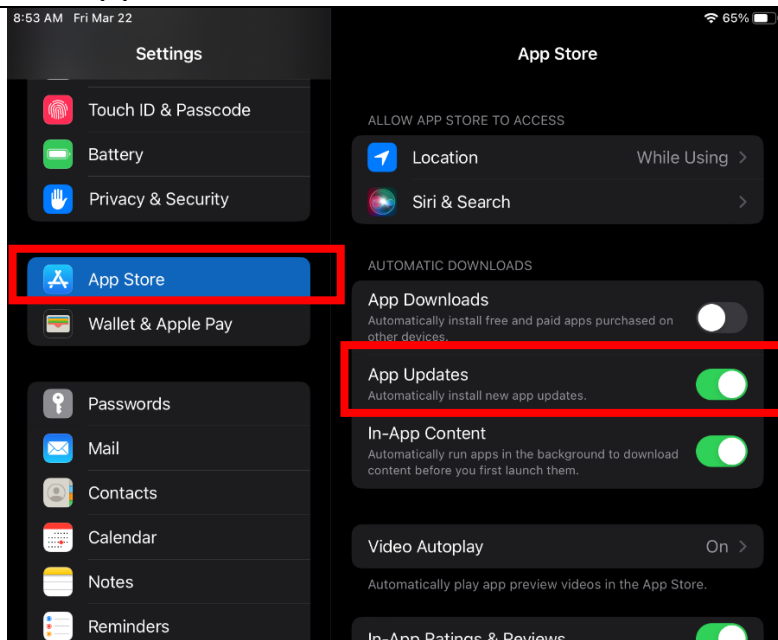 8:53 AM Fri Mar 22
65%
Settings
App Store
Touch ID & Passcode
Battery
Privacy & Security
App Store
Wallet & Apple Pay
Passwords
Mail
Contacts
Calendar
Notes
Reminders
ALLOW APP STORE TO ACCESS
Location While Using
Siri & Search
AUTOMATIC DOWNLOADS
App Downloads
Automatically install free and paid apps purchased on
other devices.
App Updates
Automatically install new app updates.
In-App Content
Automatically run apps in the background to download
content before you first launch them.
Video Autoplay On
Automatically play app preview videos in the App Store.
In-App Ratings & Reviews